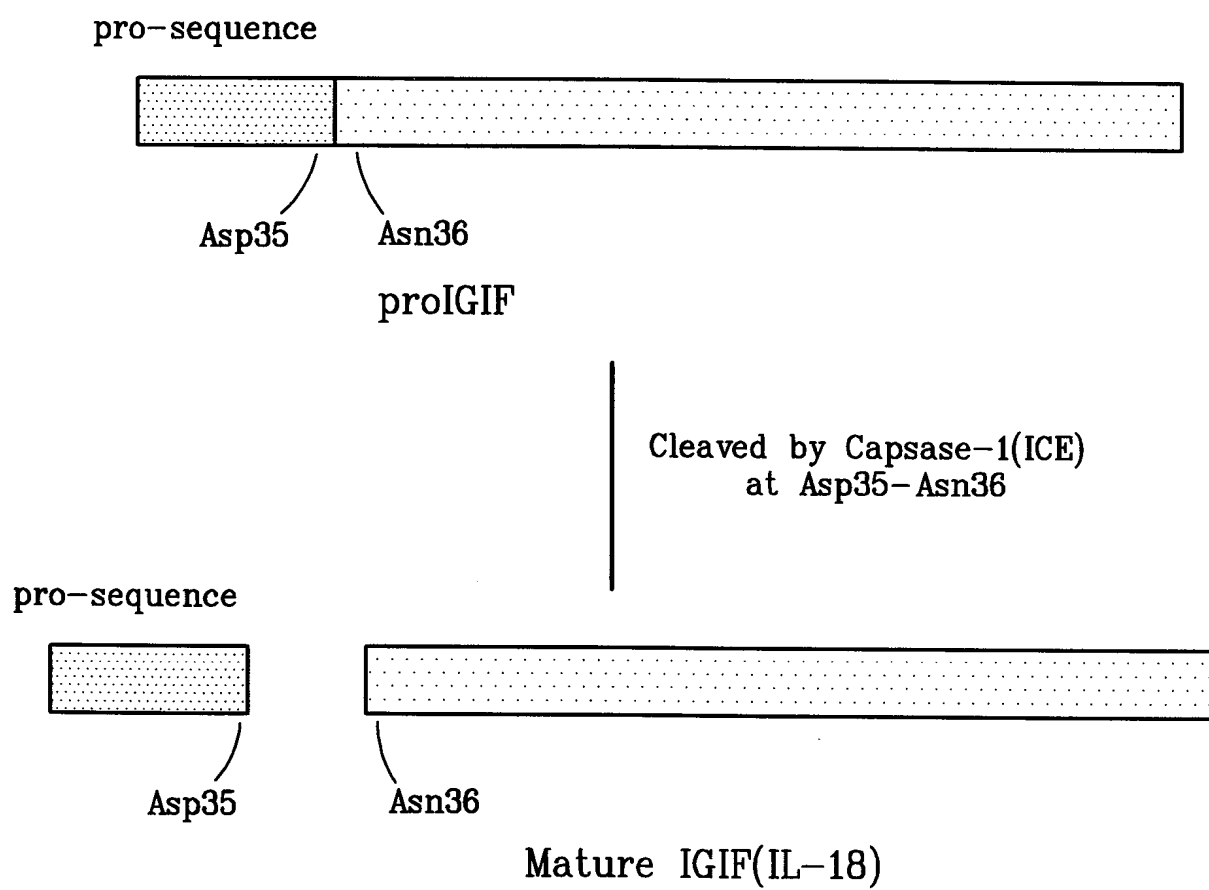 pro-sequence
Asp35 Asn36
proIGIF
Cleaved by Capsase-1(ICE)
at Asp35-Asn36
pro-sequence
Asp35 Asn36
Mature IGIF(IL-18)